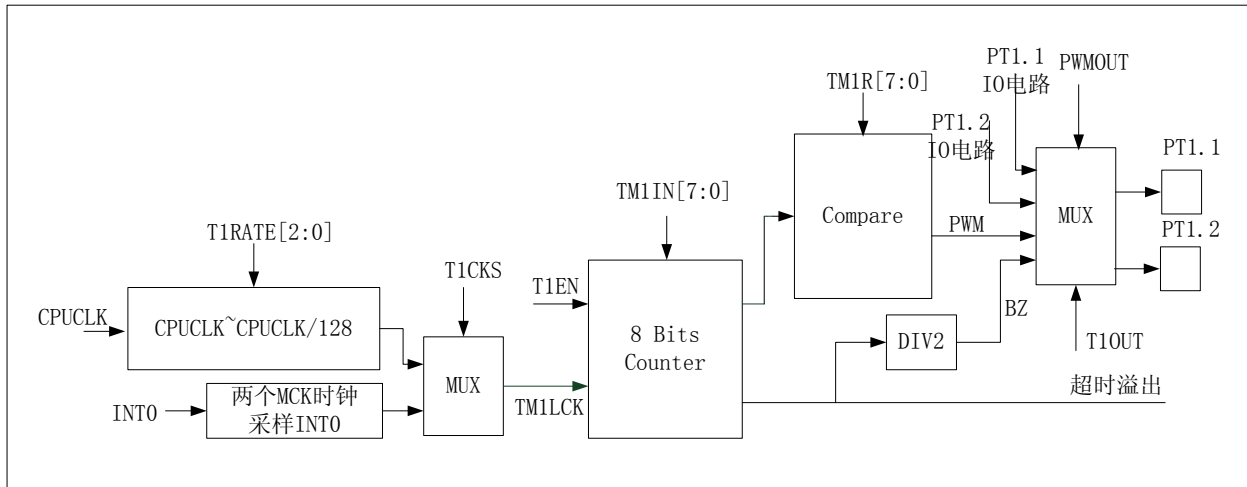 PT1.1
IO电路
PWMOUT
TM1R[7:0]
PT1.2
IO电路
PT1.1
TM1IN[7:0]
Compare
MUX
PWM
PT1.2
T1RATE[2:0]
T1CKS
T1EN
BZ
CPUCLK
CPUCLK~CPUCLK/128
8 Bits
Counter
DIV2
T1OUT
MUX
超时溢出
INT0
两个MCK时钟
采样INT0
TM1LCK